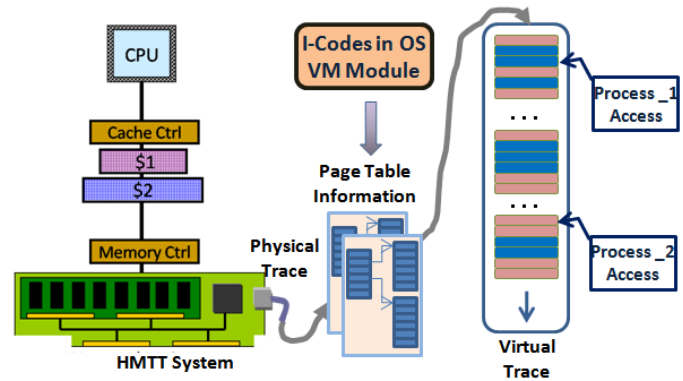 CPU
Cache Ctrl
$1
$2
Memory Ctrl
HMTT System
Physical
Trace
I-Codes in OS
VM Module
Page Table
Information
. . .
. . .
Process _1
Access
Process _2
Access
Virtual
Trace